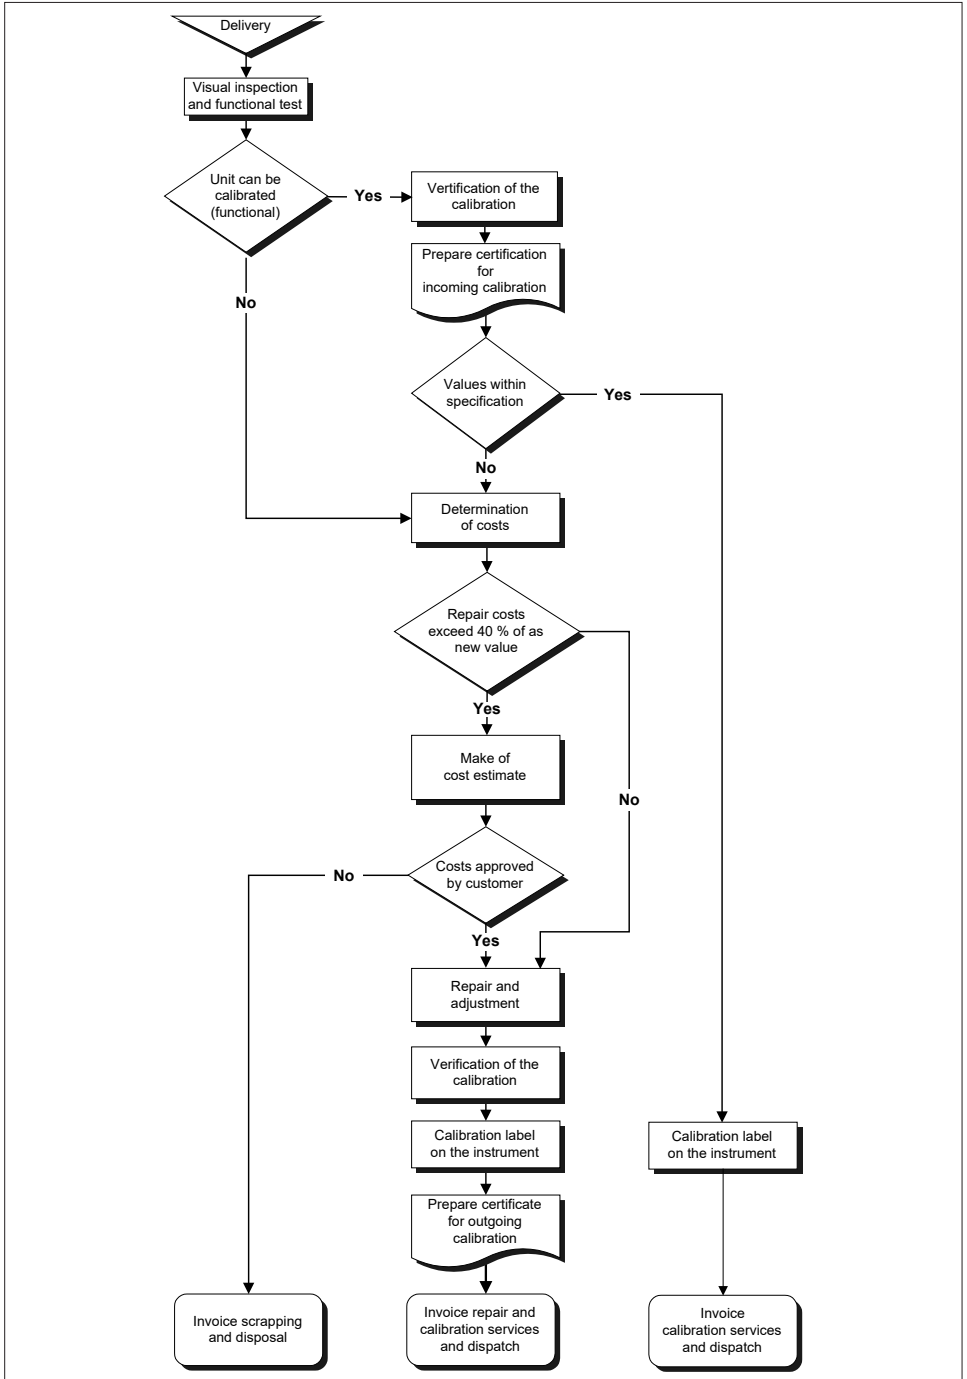 Delivery
Visual inspection
and functional test
Unit can be
calibrated
(functional)
Yes
Vertification of the
calibration
Prepare certification
for
incoming calibration
No
Values within
specification
Yes
No
Determination
of costs
Repair costs
exceed 40 % of as
new value
Yes
Make of
cost estimate
No
Costs approved
by customer
No
Yes
Repair and
adjustment
Verification of the
calibration
Calibration label
on the instrument
Calibration label
on the instrument
Prepare certificate
for outgoing
calibration
Invoice scrapping
and disposal
Invoice repair and
calibration services
and dispatch
Invoice
calibration services
and dispatch